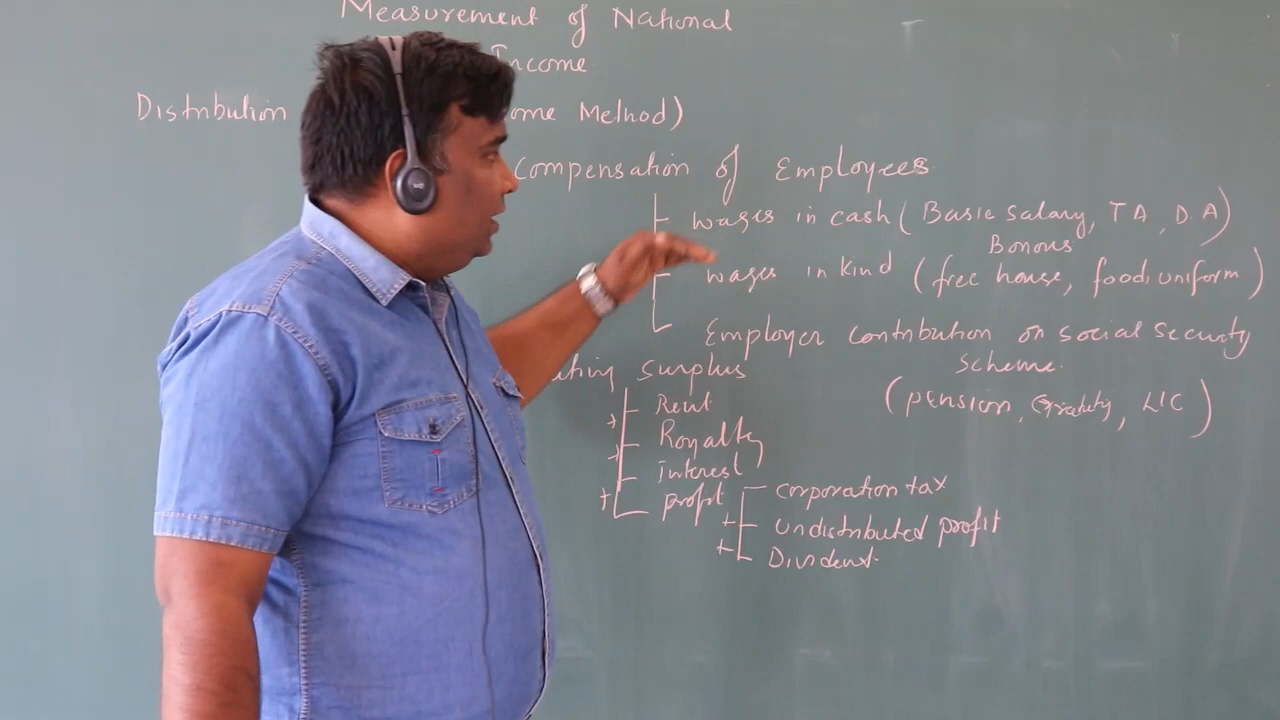 Measurement of National
Income
Distribution ome Method)
Compensation of Employees
wages in cash (Basic salary, TA, D.A)
Bonous
wages in kind (free house, food, uniform)
Employer contribution on social security
scheme.
(pension, Gratuty, LIC)
ating surplus
Rent
+ Royalty
+ interest
+ profit
corporation tax
+ undistributed profit
+ Dividend.